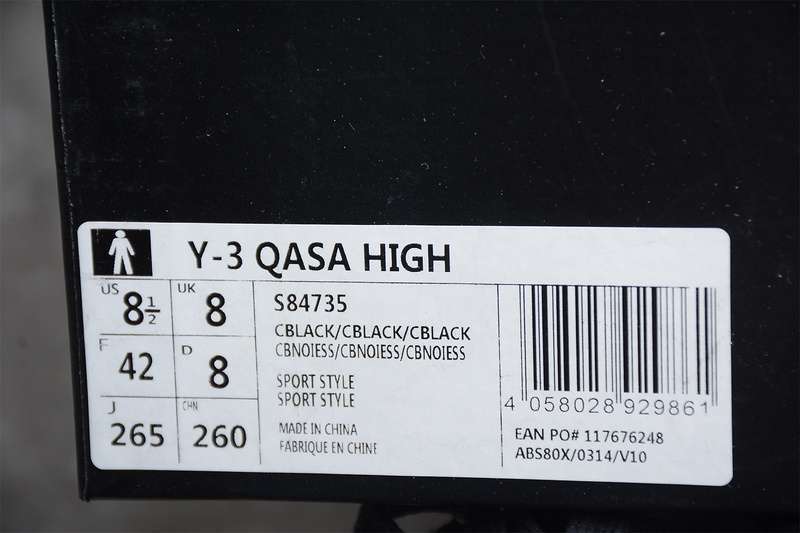 Y-3 QASA HIGH
US 8 1/2
UK 8
F 42
D 8
J 265
CHN 260
S84735
CBLACK/CBLACK/CBLACK
CBNOIESS/CBNOIESS/CBNOIESS
SPORT STYLE
SPORT STYLE
MADE IN CHINA
FABRIQUE EN CHINE
4 058028 929861
EAN PO# 117676248
ABS80X/0314/V10